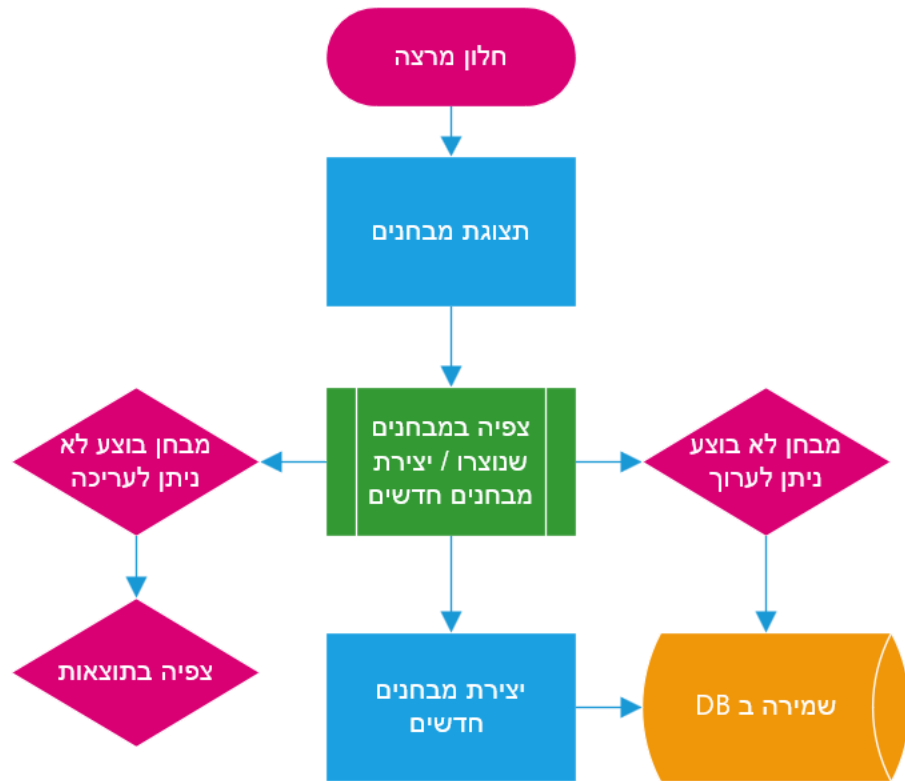 חלון מרצה
תצוגת מבחנים
צפיה במבחנים
שנוצרו / יצירת
מבחנים חדשים
מבחן לא בוצע
ניתן לערוך
מבחן בוצע לא
ניתן לעריכה
צפיה בתוצאות
יצירת מבחנים
חדשים
שמירה ב DB